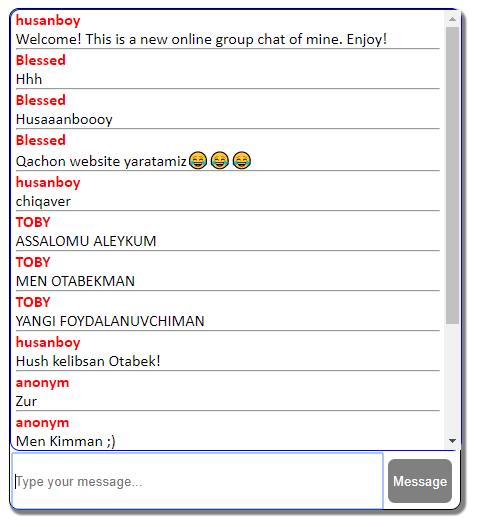 husanboy
Welcome! This is a new online group chat of mine. Enjoy!
Blessed
Hhh
Blessed
Husaaanboooy
Blessed
Qachon website yaratamiz😂😂😂
husanboy
chiqaver
TOBY
ASSALOMU ALEYKUM
TOBY
MEN OTABEKMAN
TOBY
YANGI FOYDALANUVCHIMAN
husanboy
Hush kelibsan Otabek!
anonym
Zur
anonym
Men Kimman ;)
Type your message...
Message